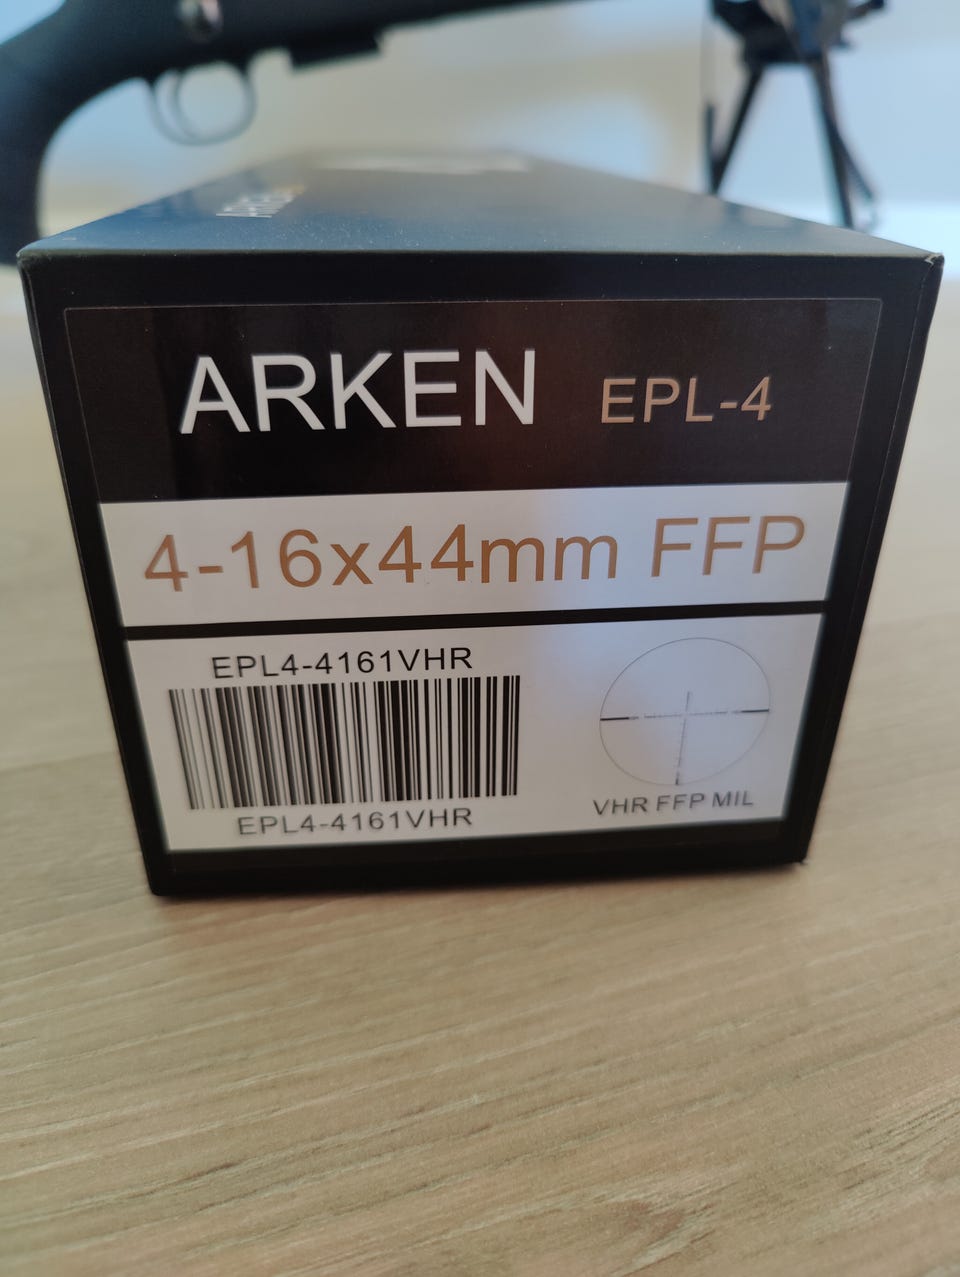 ARKEN EPL-4
4-16x44mm FFP
EPL4-4161VHR
EPL4-4161VHR
VHR FFP MIL